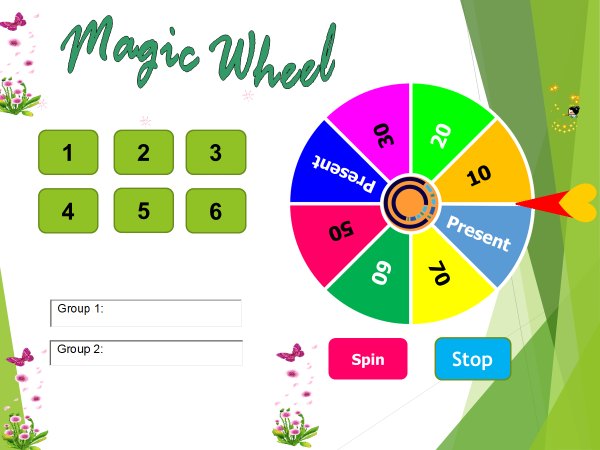 Magic Wheel
1 2 3
4 5 6
Group 1:
Group 2:
30
20
Present
10
50
Present
60
70
Spin
Stop